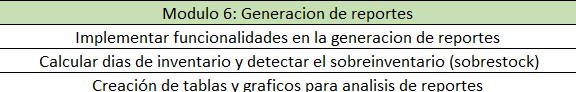 Modulo 6: Generacion de reportes
Implementar funcionalidades en la generacion de reportes
Calcular dias de inventario y detectar el sobreinventario (sobrestock)
Creación de tablas y graficos para analisis de reportes